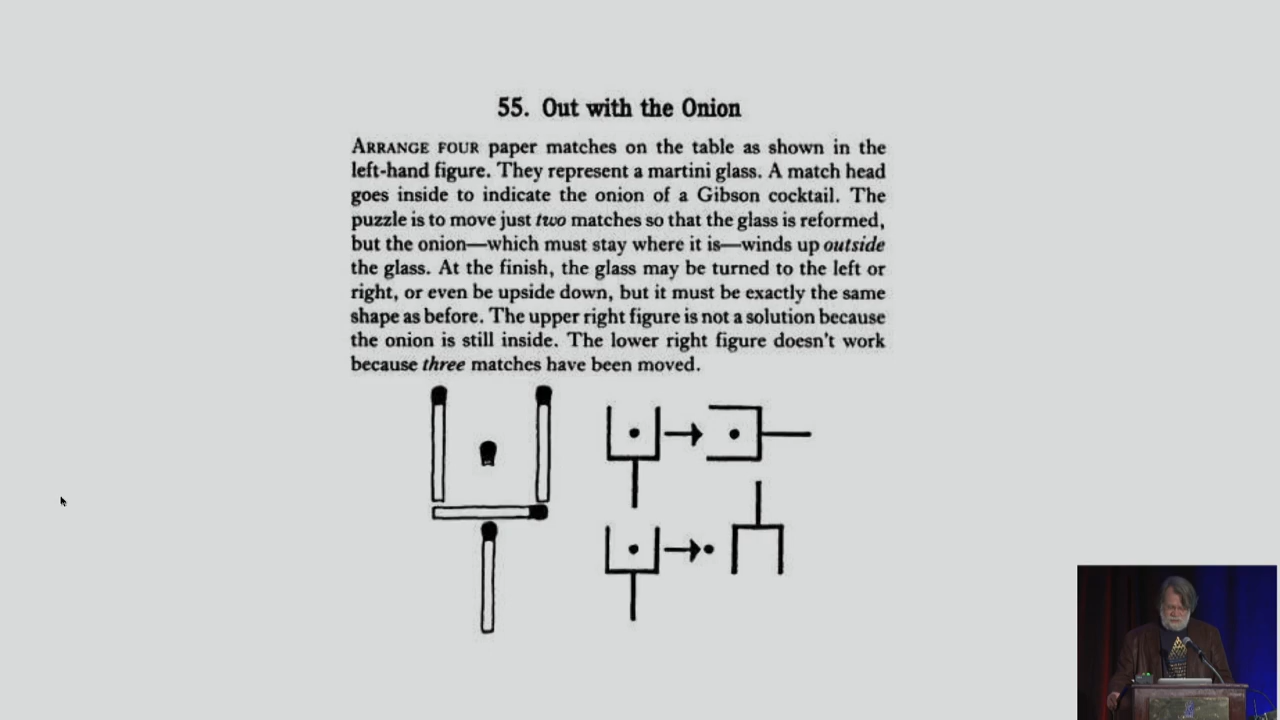 55. Out with the Onion
ARRANGE FOUR paper matches on the table as shown in the
left-hand figure. They represent a martini glass. A match head
goes inside to indicate the onion of a Gibson cocktail. The
puzzle is to move just two matches so that the glass is reformed,
but the onion—which must stay where it is—winds up outside
the glass. At the finish, the glass may be turned to the left or
right, or even be upside down, but it must be exactly the same
shape as before. The upper right figure is not a solution because
the onion is still inside. The lower right figure doesn't work
because three matches have been moved.